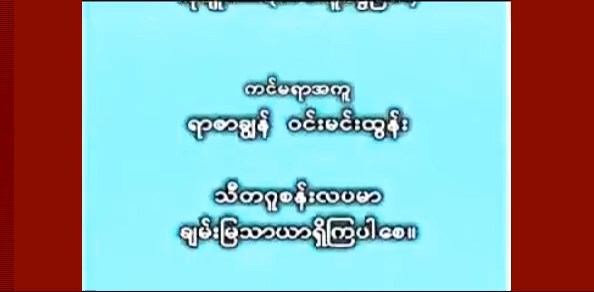 ကင်မရာအကူ
ရာစာချွန် ဝင်းမင်းထွန်း
သီတဂူစန်းလပမာ
ချမ်းမြသာယာရှိကြပါစေ။